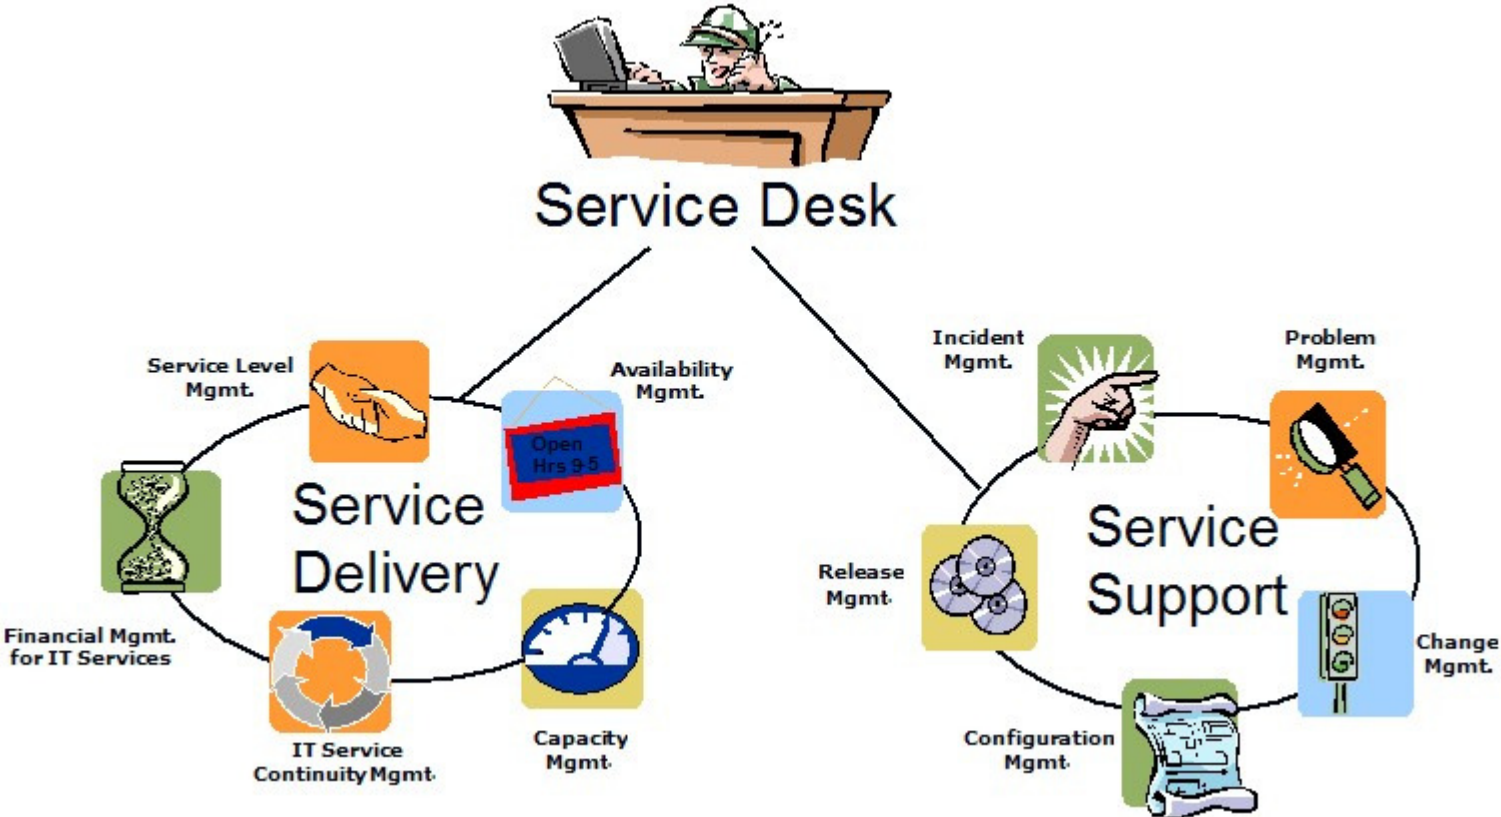 Service Desk
Service Level
Mgmt.
Availability
Mgmt.
Open
Hrs 9-5
Service
Delivery
Financial Mgmt.
for IT Services
IT Service
Continuity Mgmt.
Capacity
Mgmt.
Incident
Mgmt.
Problem
Mgmt.
Service
Support
Release
Mgmt.
Change
Mgmt.
Configuration
Mgmt.